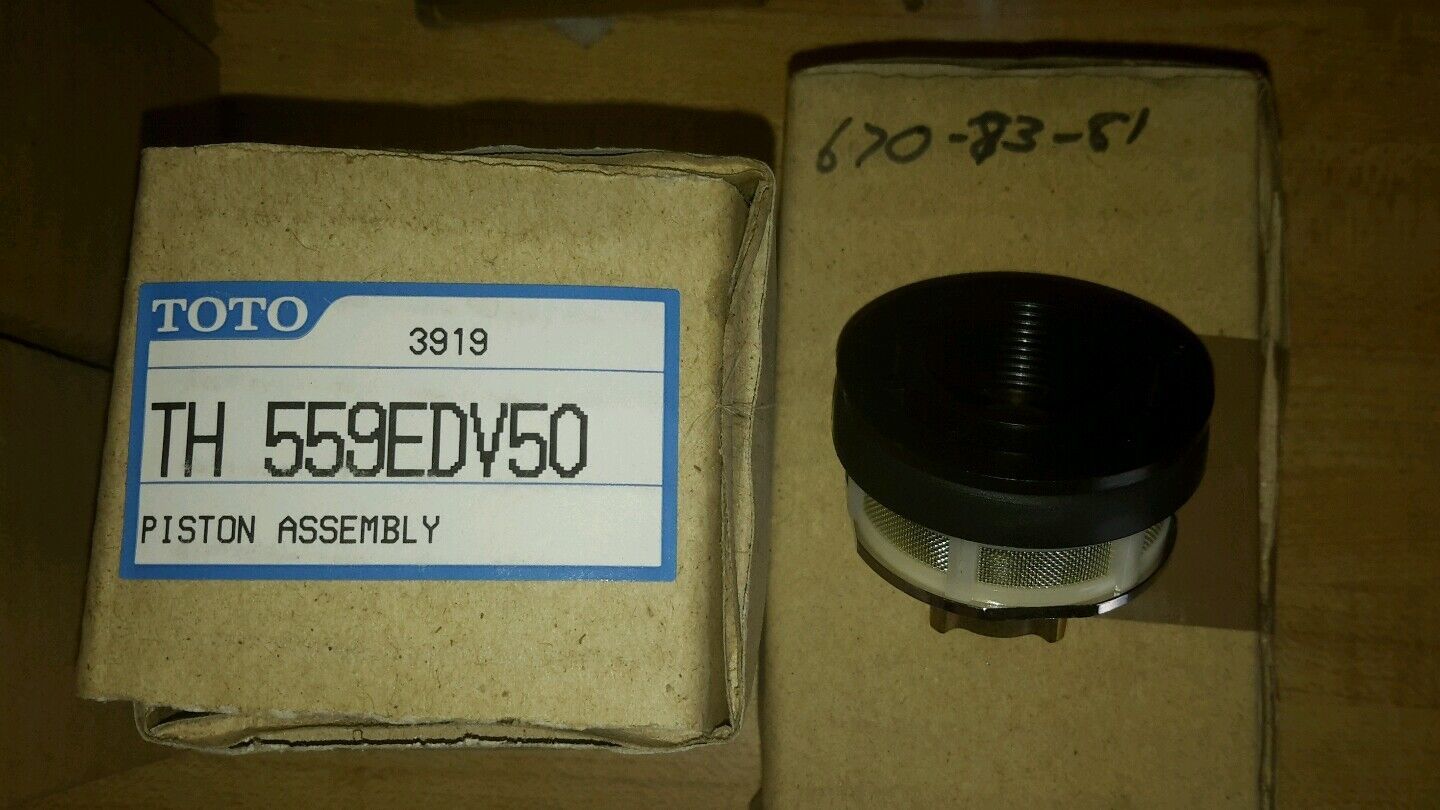 TOTO
3919
TH 559EDV50
PISTON ASSEMBLY
670-83-81